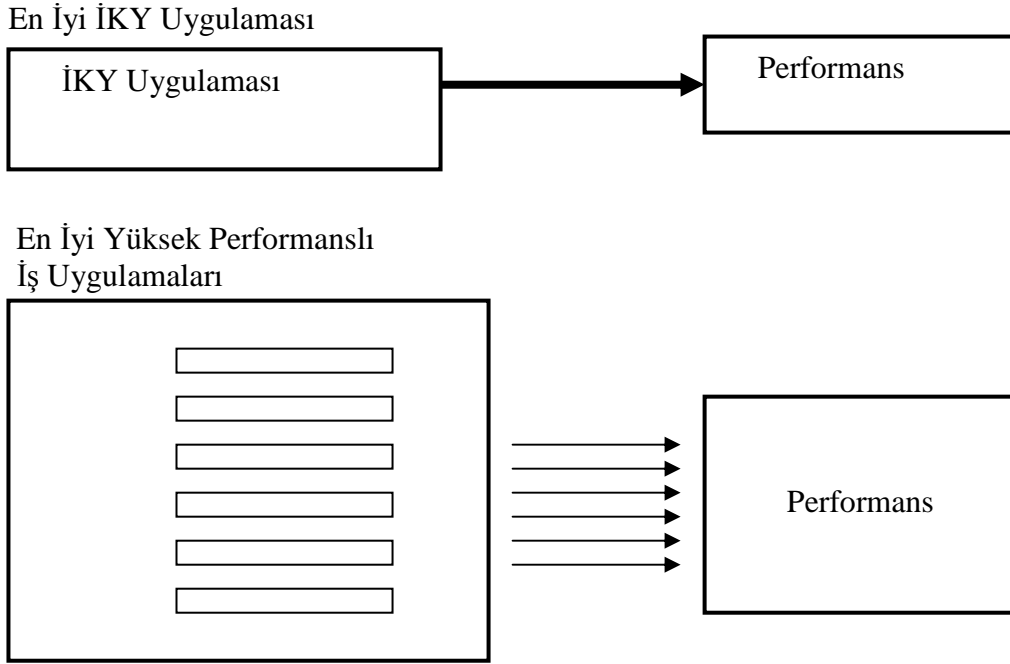 En İyi İKY Uygulaması
İKY Uygulaması
Performans
En İyi Yüksek Performanslı
İş Uygulamaları
Performans